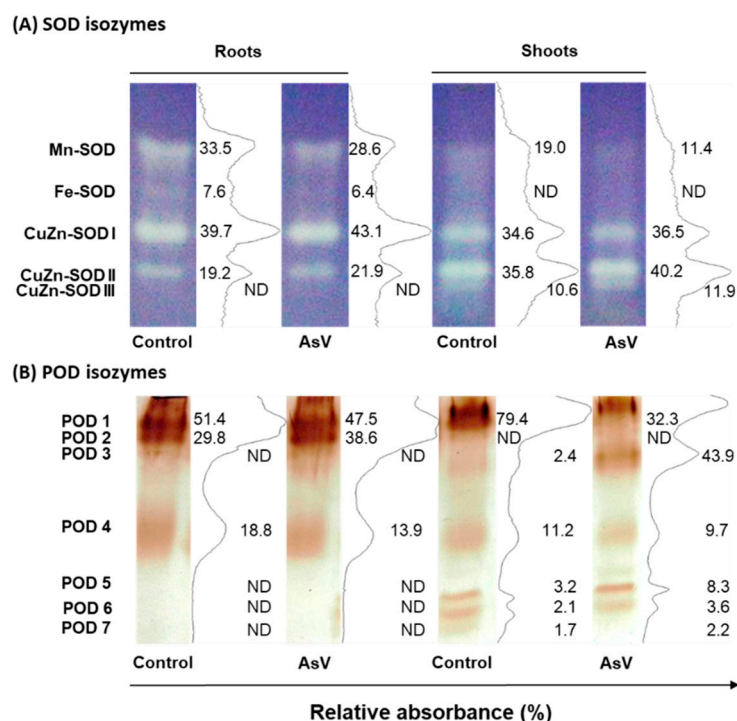 (A) SOD isozymes
Roots Shoots
Mn-SOD 33.5 28.6 19.0 11.4
Fe-SOD 7.6 6.4 ND ND
CuZn-SOD I 39.7 43.1 34.6 36.5
CuZn-SOD II 19.2 21.9 35.8 40.2
CuZn-SOD III ND ND 10.6 11.9
Control AsV Control AsV
(B) POD isozymes
POD 1 51.4 47.5 79.4 32.3
POD 2 29.8 38.6 ND ND
POD 3 ND ND 2.4 43.9
POD 4 18.8 13.9 11.2 9.7
POD 5 ND ND 3.2 8.3
POD 6 ND ND 2.1 3.6
POD 7 ND ND 1.7 2.2
Control AsV Control AsV
Relative absorbance (%)